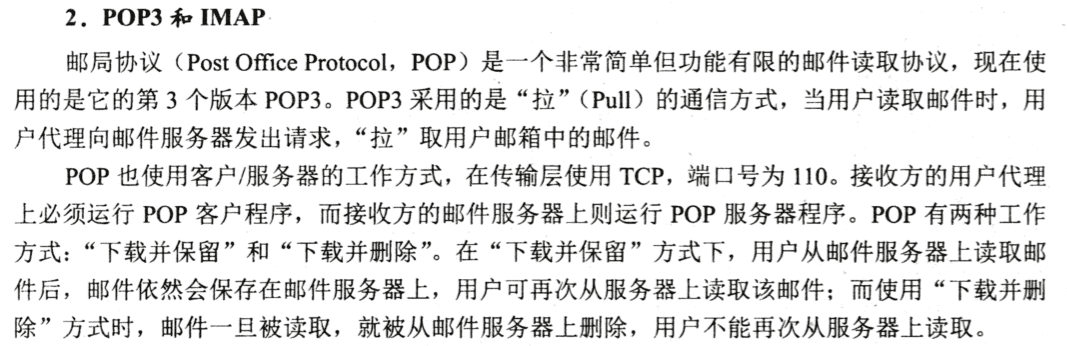 2．POP3 和 IMAP
邮局协议（Post Office Protocol，POP）是一个非常简单但功能有限的邮件读取协议，现在使
用的是它的第 3 个版本 POP3。POP3 采用的是“拉”（Pull）的通信方式，当用户读取邮件时，用
户代理向邮件服务器发出请求，“拉”取用户邮箱中的邮件。
POP 也使用客户/服务器的工作方式，在传输层使用 TCP，端口号为 110。接收方的用户代理
上必须运行 POP 客户程序，而接收方的邮件服务器上则运行 POP 服务器程序。POP 有两种工作
方式：“下载并保留”和“下载并删除”。在“下载并保留”方式下，用户从邮件服务器上读取邮
件后，邮件依然会保存在邮件服务器上，用户可再次从服务器上读取该邮件；而使用“下载并删
除”方式时，邮件一旦被读取，就被从邮件服务器上删除，用户不能再次从服务器上读取。